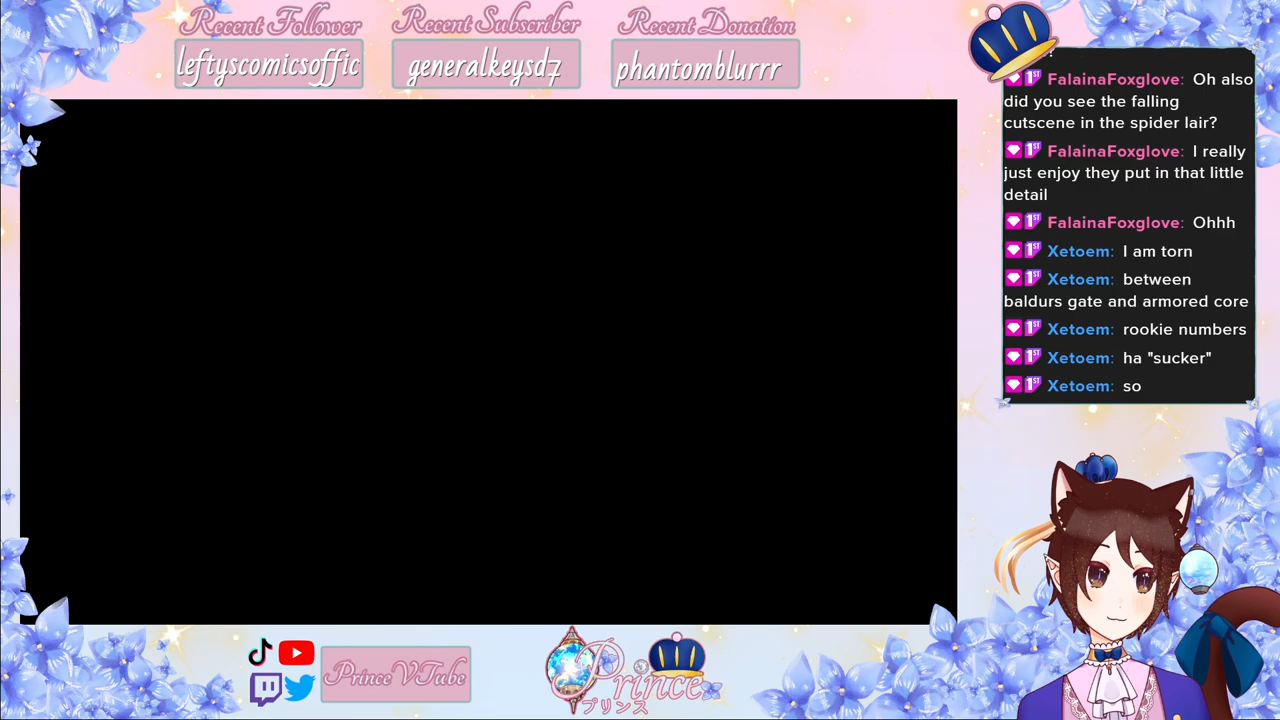 Recent Follower
Recent Subscriber
Recent Donation
leftyscomicsoffic
generalkeysd7
phantomblurrr
FalainaFoxglove: Oh also
did you see the falling
cutscene in the spider lair?
FalainaFoxglove: I really
just enjoy they put in that little
detail
FalainaFoxglove: Ohhh
Xetoem: I am torn
Xetoem: between
baldurs gate and armored core
Xetoem: rookie numbers
Xetoem: ha "sucker"
Xetoem: so
Prince VTube
Prince
プリンス